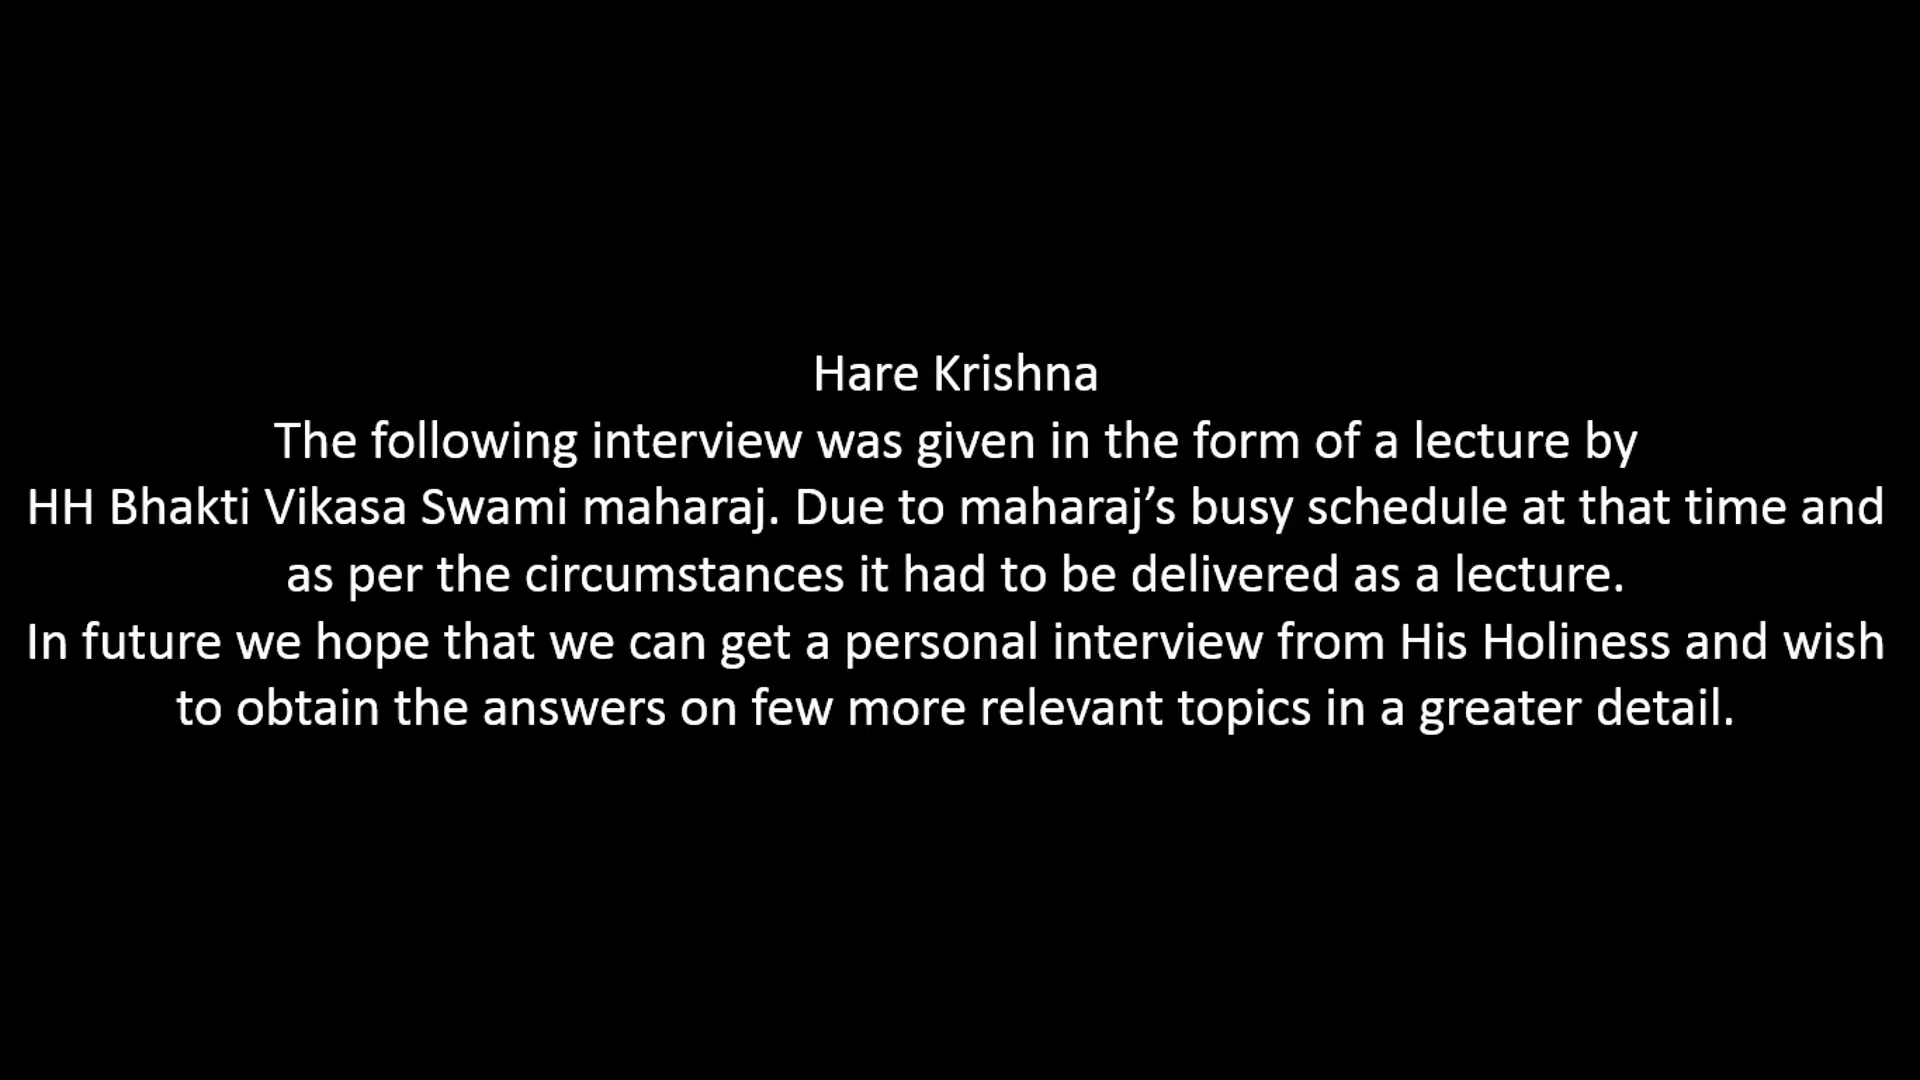 Hare Krishna
The following interview was given in the form of a lecture by
HH Bhakti Vikasa Swami maharaj. Due to maharaj’s busy schedule at that time and
as per the circumstances it had to be delivered as a lecture.
In future we hope that we can get a personal interview from His Holiness and wish
to obtain the answers on few more relevant topics in a greater detail.